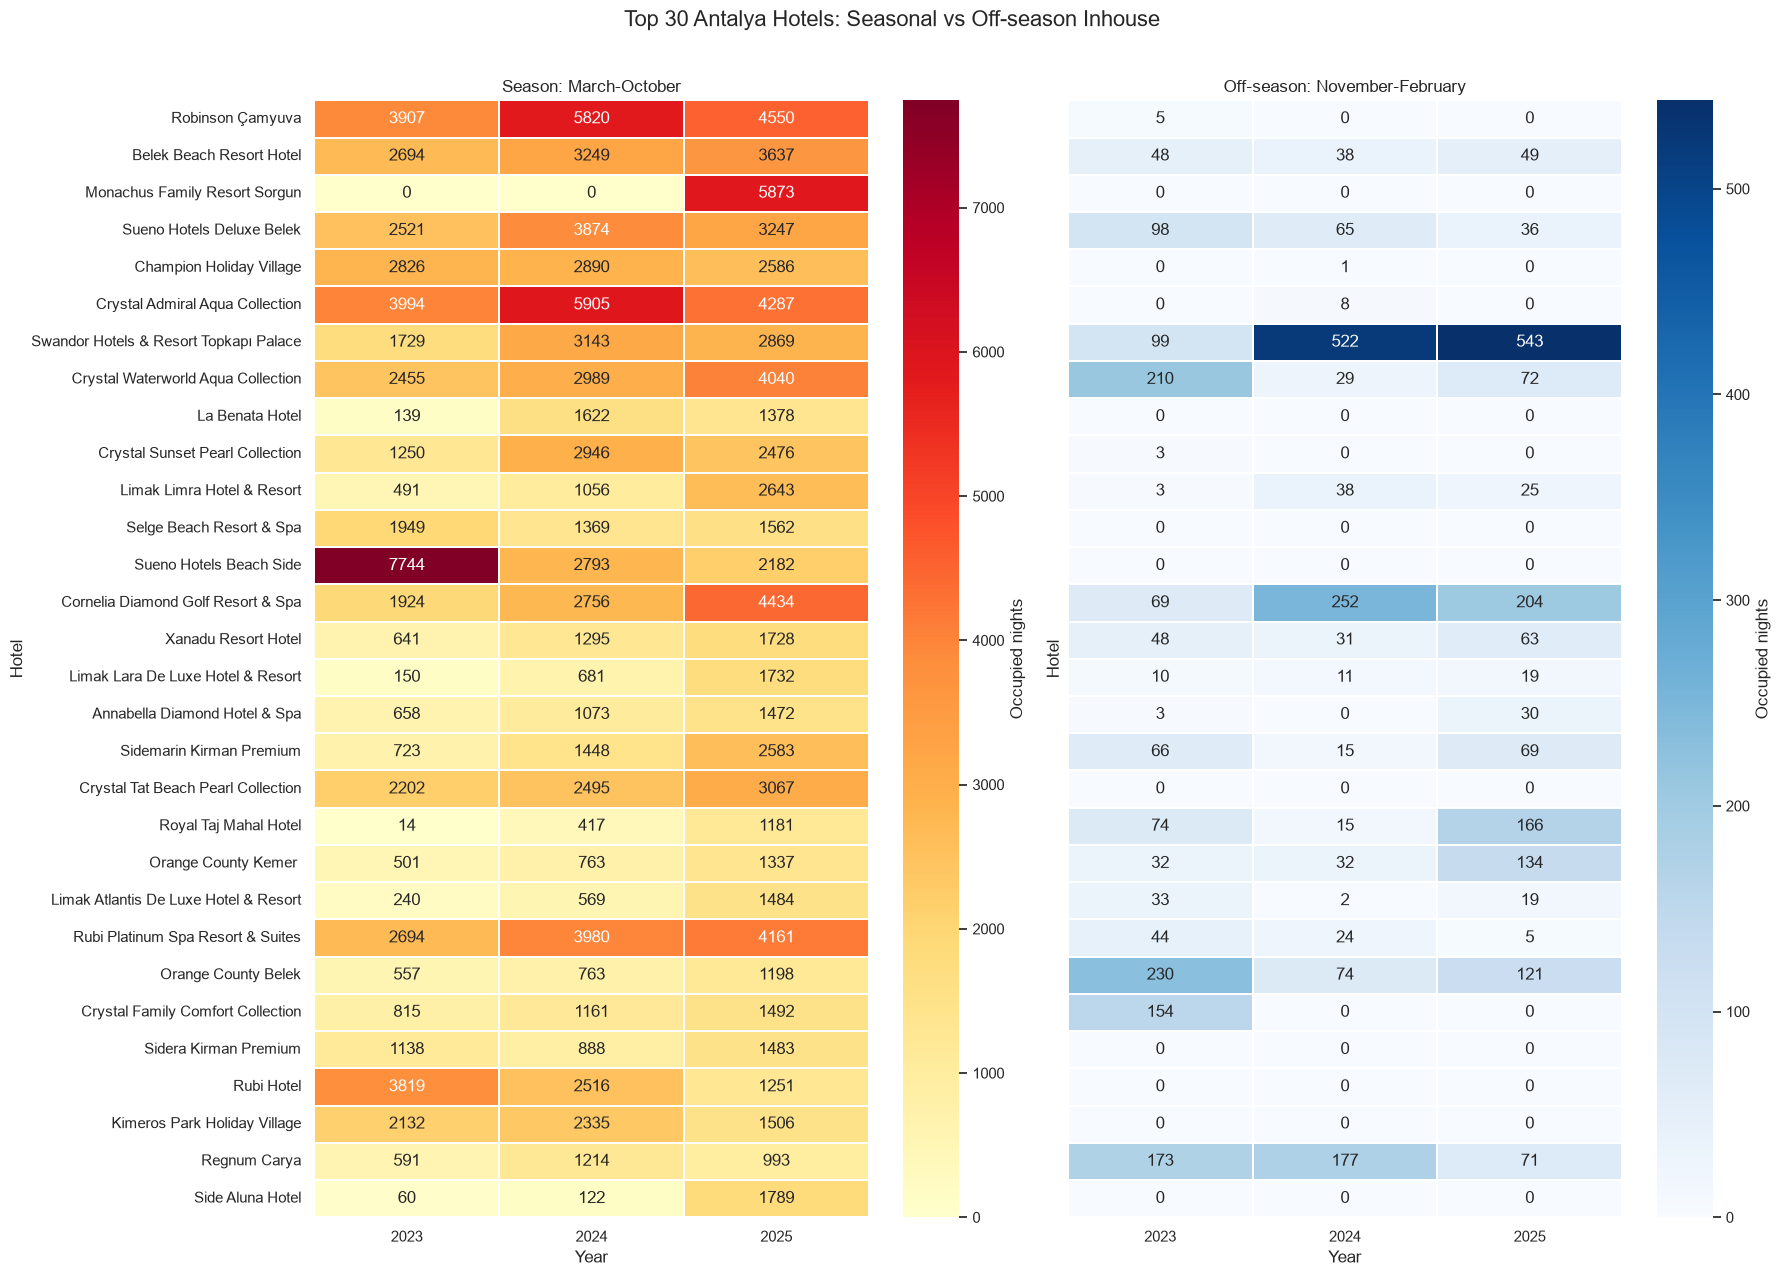 Top 30 Antalya Hotels: Seasonal vs Off-season Inhouse
Season: March-October
Off-season: November-February
Robinson Çamyuva 3907 5820 4550 5 0 0
Belek Beach Resort Hotel 2694 3249 3637 48 38 49
Monachus Family Resort Sorgun 0 0 5873 0 0 0
Sueno Hotels Deluxe Belek 2521 3874 3247 98 65 36
Champion Holiday Village 2826 2890 2586 0 1 0
Crystal Admiral Aqua Collection 3994 5905 4287 0 8 0
Swandor Hotels & Resort Topkapı Palace 1729 3143 2869 99 522 543
Crystal Waterworld Aqua Collection 2455 2989 4040 210 29 72
La Benata Hotel 139 1622 1378 0 0 0
Crystal Sunset Pearl Collection 1250 2946 2476 3 0 0
Limak Limra Hotel & Resort 491 1056 2643 3 38 25
Selge Beach Resort & Spa 1949 1369 1562 0 0 0
Sueno Hotels Beach Side 7744 2793 2182 0 0 0
Cornelia Diamond Golf Resort & Spa 1924 2756 4434 69 252 204
Xanadu Resort Hotel 641 1295 1728 48 31 63
Limak Lara De Luxe Hotel & Resort 150 681 1732 10 11 19
Annabella Diamond Hotel & Spa 658 1073 1472 3 0 30
Sidemarin Kirman Premium 723 1448 2583 66 15 69
Crystal Tat Beach Pearl Collection 2202 2495 3067 0 0 0
Royal Taj Mahal Hotel 14 417 1181 74 15 166
Orange County Kemer 501 763 1337 32 32 134
Limak Atlantis De Luxe Hotel & Resort 240 569 1484 33 2 19
Rubi Platinum Spa Resort & Suites 2694 3980 4161 44 24 5
Orange County Belek 557 763 1198 230 74 121
Crystal Family Comfort Collection 815 1161 1492 154 0 0
Sidera Kirman Premium 1138 888 1483 0 0 0
Rubi Hotel 3819 2516 1251 0 0 0
Kimeros Park Holiday Village 2132 2335 1506 0 0 0
Regnum Carya 591 1214 993 173 177 71
Side Aluna Hotel 60 122 1789 0 0 0
2023 2024 2025
Year
Hotel
7000
6000
5000
4000
3000
2000
1000
0
Occupied nights
2023 2024 2025
Year
Hotel
500
400
300
200
100
0
Occupied nights